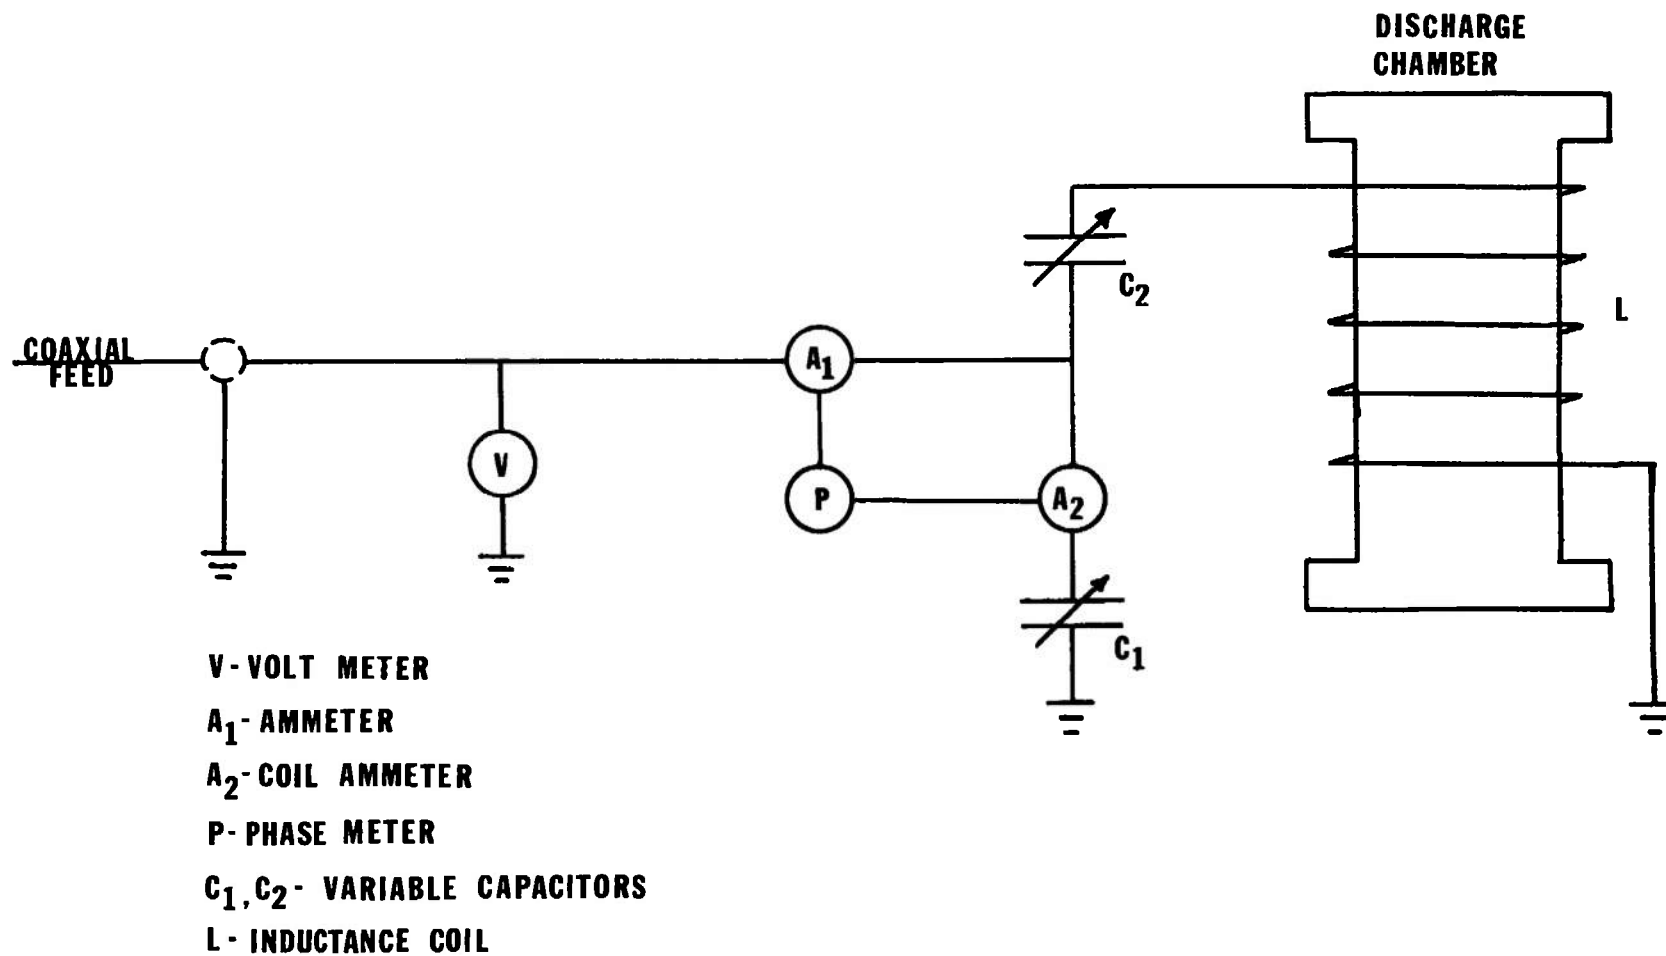 DISCHARGE
CHAMBER
C2
L
COAXIAL
FEED
A1
V
P
A2
C1
V - VOLT METER
A1 - AMMETER
A2 - COIL AMMETER
P - PHASE METER
C1, C2 - VARIABLE CAPACITORS
L - INDUCTANCE COIL